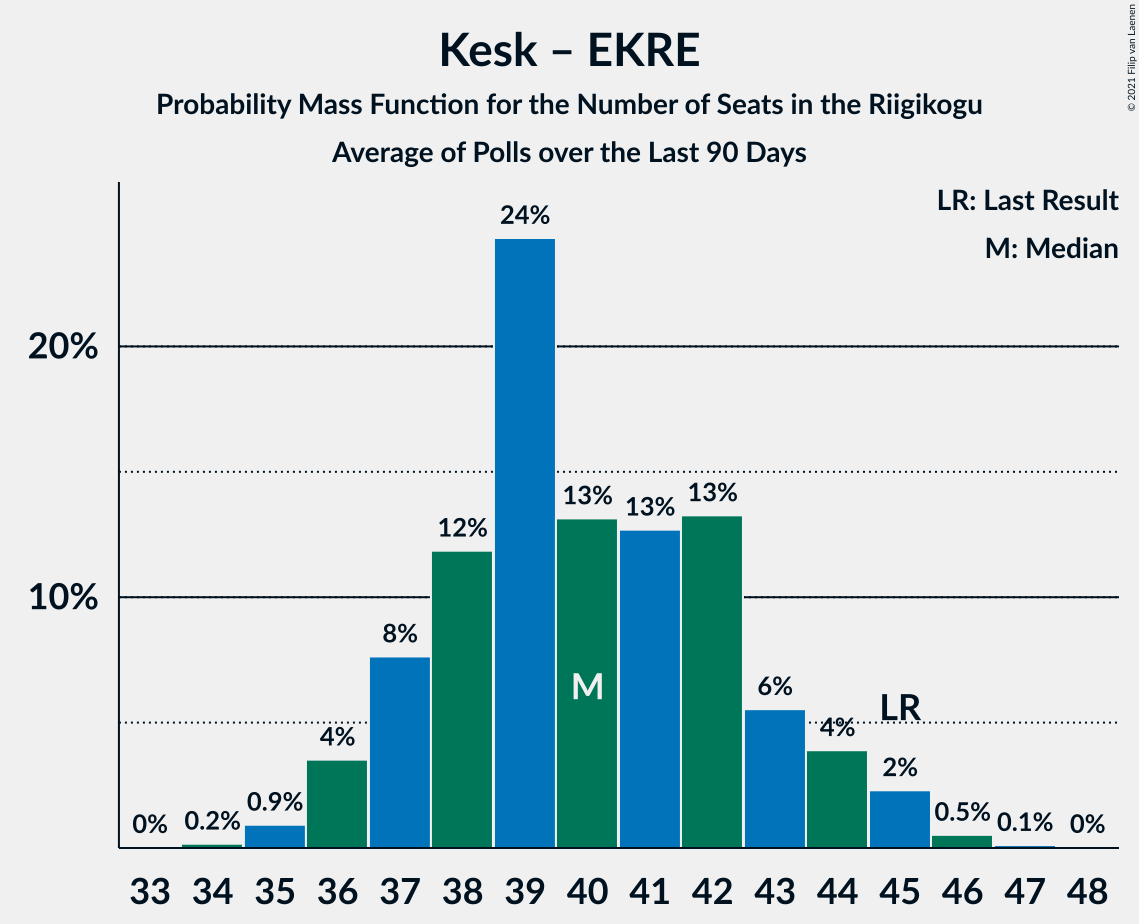 Kesk – EKRE
Probability Mass Function for the Number of Seats in the Riigikogu
Average of Polls over the Last 90 Days
© 2021 Filip van Laenen
LR: Last Result
M: Median
20%
10%
0%
0.2%
0.9%
4%
8%
12%
24%
13%
13%
13%
6%
4%
2%
0.5%
0.1%
0%
M
LR
33 34 35 36 37 38 39 40 41 42 43 44 45 46 47 48